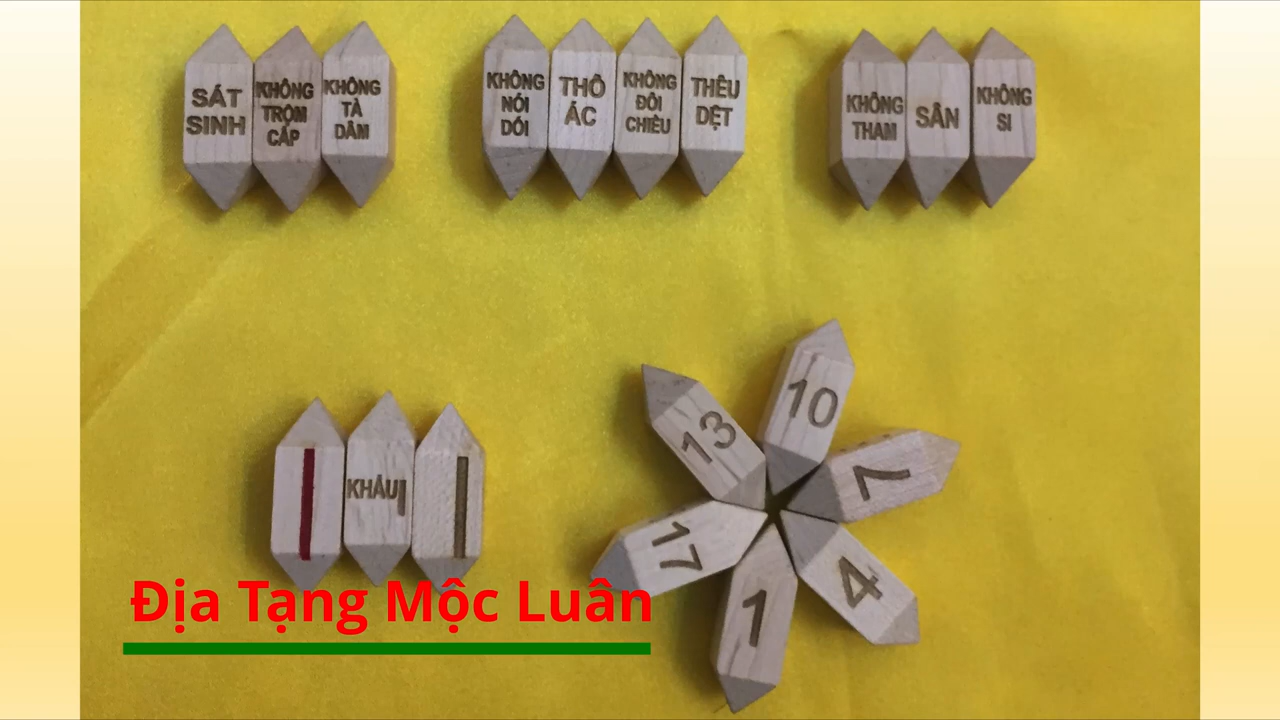 SÁT
SINH
KHÔNG
TRỘM
CẮP
KHÔNG
TÀ
DÂM
KHÔNG
NÓI
DỐI
THÔ
ÁC
KHÔNG
ĐÔI
CHIỀU
THÊU
DỆT
KHÔNG
THAM
SÂN
KHÔNG
SI
KHẨU
10
13
7
17
4
1
Địa Tạng Mộc Luân